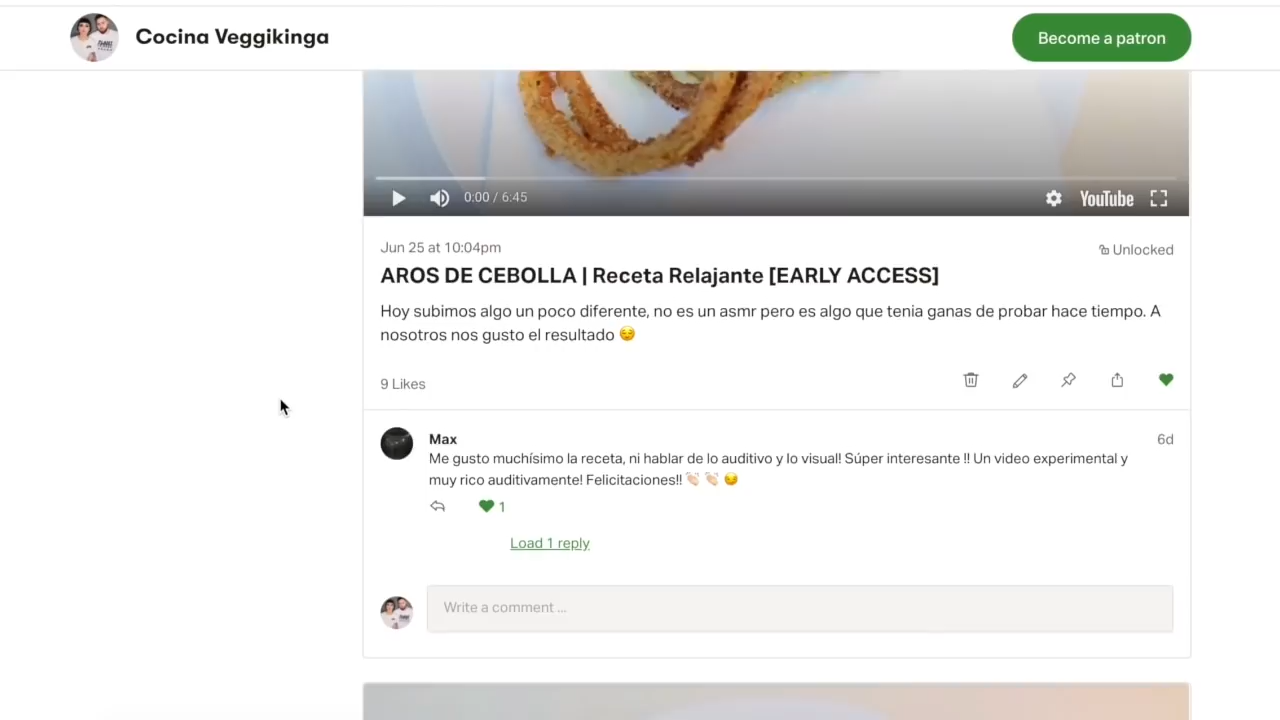 Cocina Veggikinga
Become a patron
0:00 / 6:45
YouTube
Jun 25 at 10:04pm
Unlocked
AROS DE CEBOLLA | Receta Relajante [EARLY ACCESS]
Hoy subimos algo un poco diferente, no es un asmr pero es algo que tenia ganas de probar hace tiempo. A
nosotros nos gusto el resultado 😏
9 Likes
Max
6d
Me gusto muchísimo la receta, ni hablar de lo auditivo y lo visual! Súper interesante !! Un video experimental y
muy rico auditivamente! Felicitaciones!! 👏🏻 👏🏻 😏
1
Load 1 reply
Write a comment ...